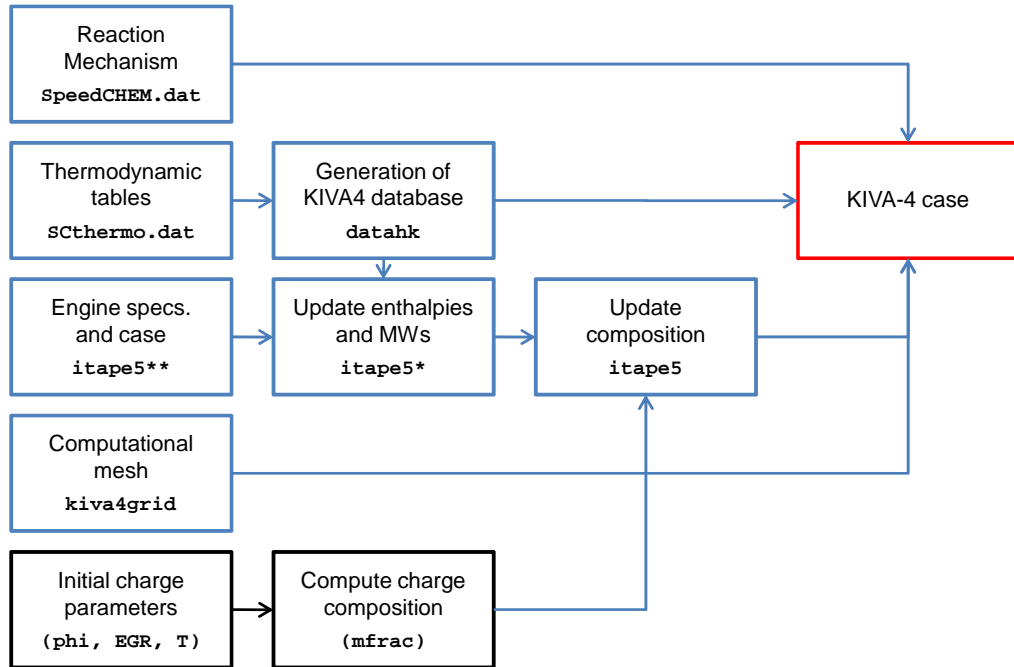 Reaction
Mechanism
SpeedCHEM.dat
Thermodynamic
tables
SCthermo.dat
Generation of
KIVA4 database
datahk
KIVA-4 case
Engine specs.
and case
itape5**
Update enthalpies
and MWs
itape5*
Update
composition
itape5
Computational
mesh
kiva4grid
Initial charge
parameters
(phi, EGR, T)
Compute charge
composition
(mfrac)